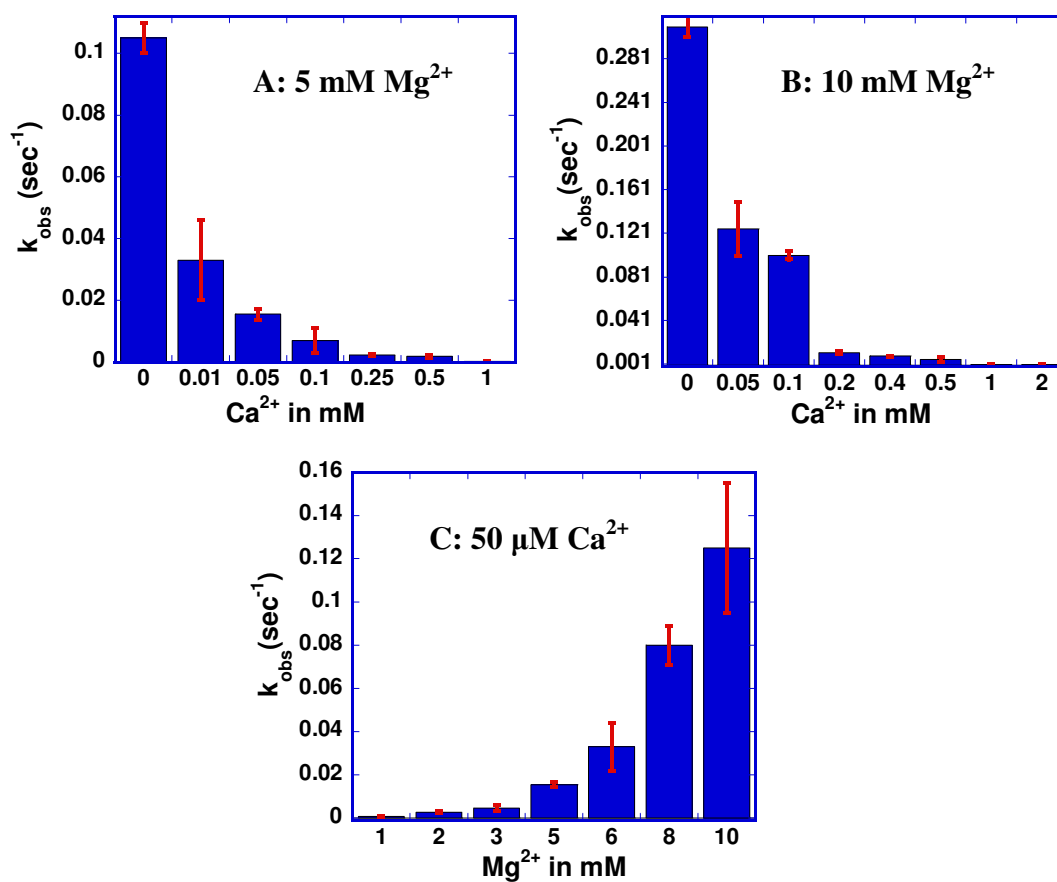 A: 5 mM Mg²⁺
k_obs (sec⁻¹)
0.1
0.08
0.06
0.04
0.02
0
0 0.01 0.05 0.1 0.25 0.5 1
Ca²⁺ in mM
B: 10 mM Mg²⁺
k_obs(sec⁻¹)
0.281
0.241
0.201
0.161
0.121
0.081
0.041
0.001
0 0.05 0.1 0.2 0.4 0.5 1 2
Ca²⁺ in mM
C: 50 μM Ca²⁺
k_obs(sec⁻¹)
0.16
0.14
0.12
0.1
0.08
0.06
0.04
0.02
0
1 2 3 5 6 8 10
Mg²⁺ in mM